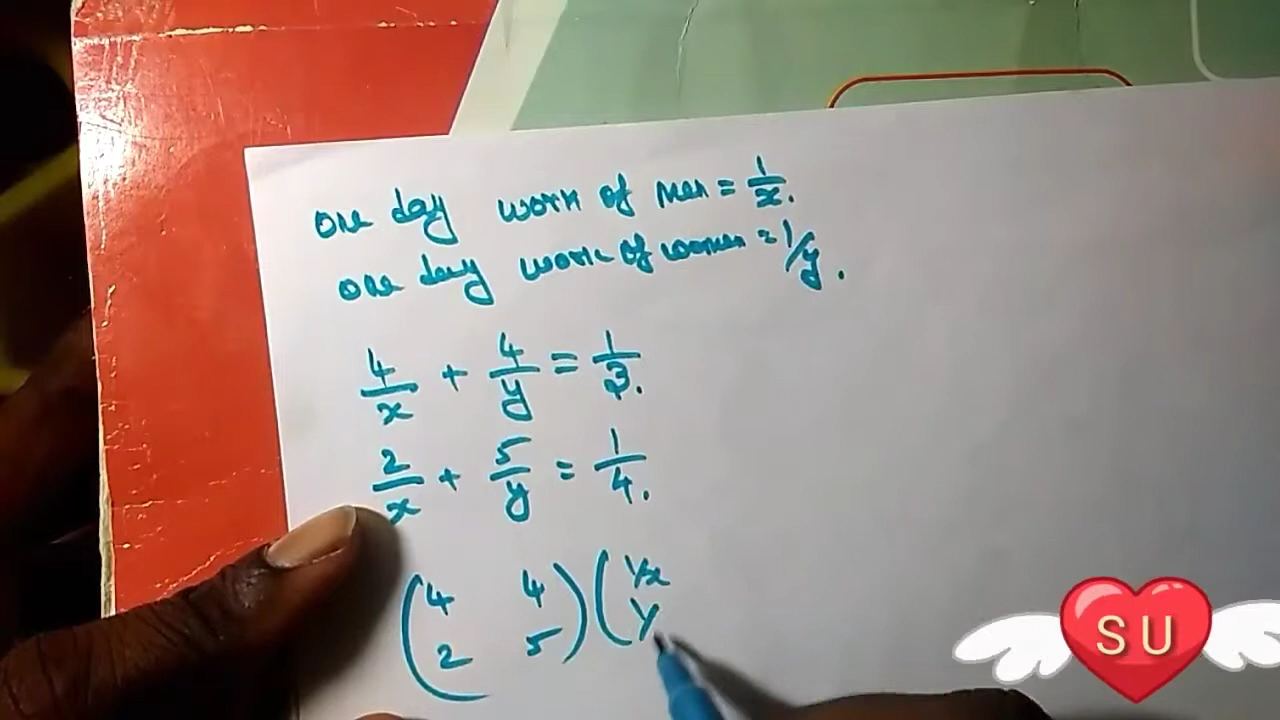 one day work of men = 1/x.
one day work of women = 1/y.
4/x + 4/y = 1/3.
2/x + 5/y = 1/4.
(4 4) (1/x
2 5) 1/
S U